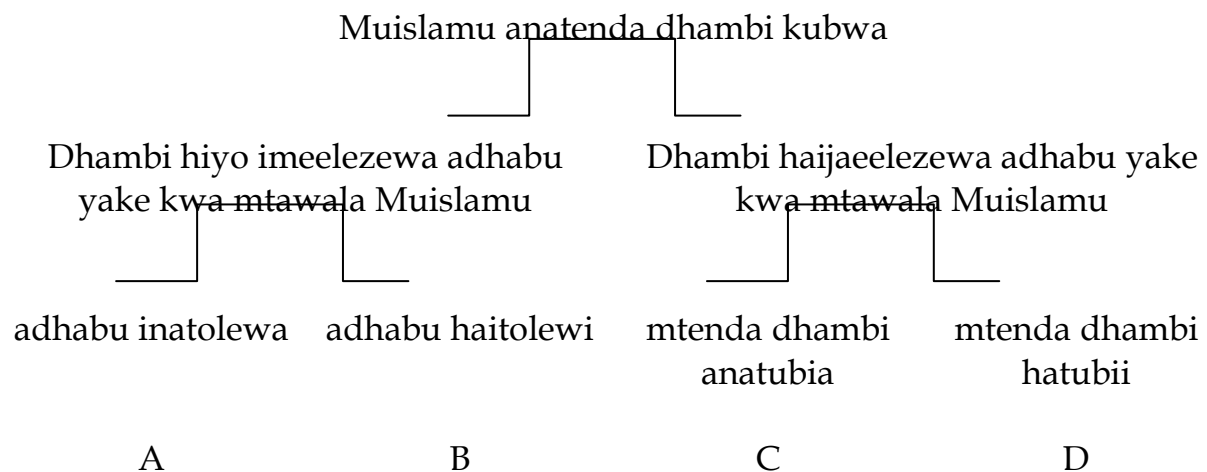 Muislamu anatenda dhambi kubwa
Dhambi hiyo imeelezewa adhabu
yake kwa mtawala Muislamu
Dhambi haijaeelezewa adhabu yake
kwa mtawala Muislamu
adhabu inatolewa
adhabu haitolewi
mtenda dhambi
anatubia
mtenda dhambi
hatubii
A
B
C
D